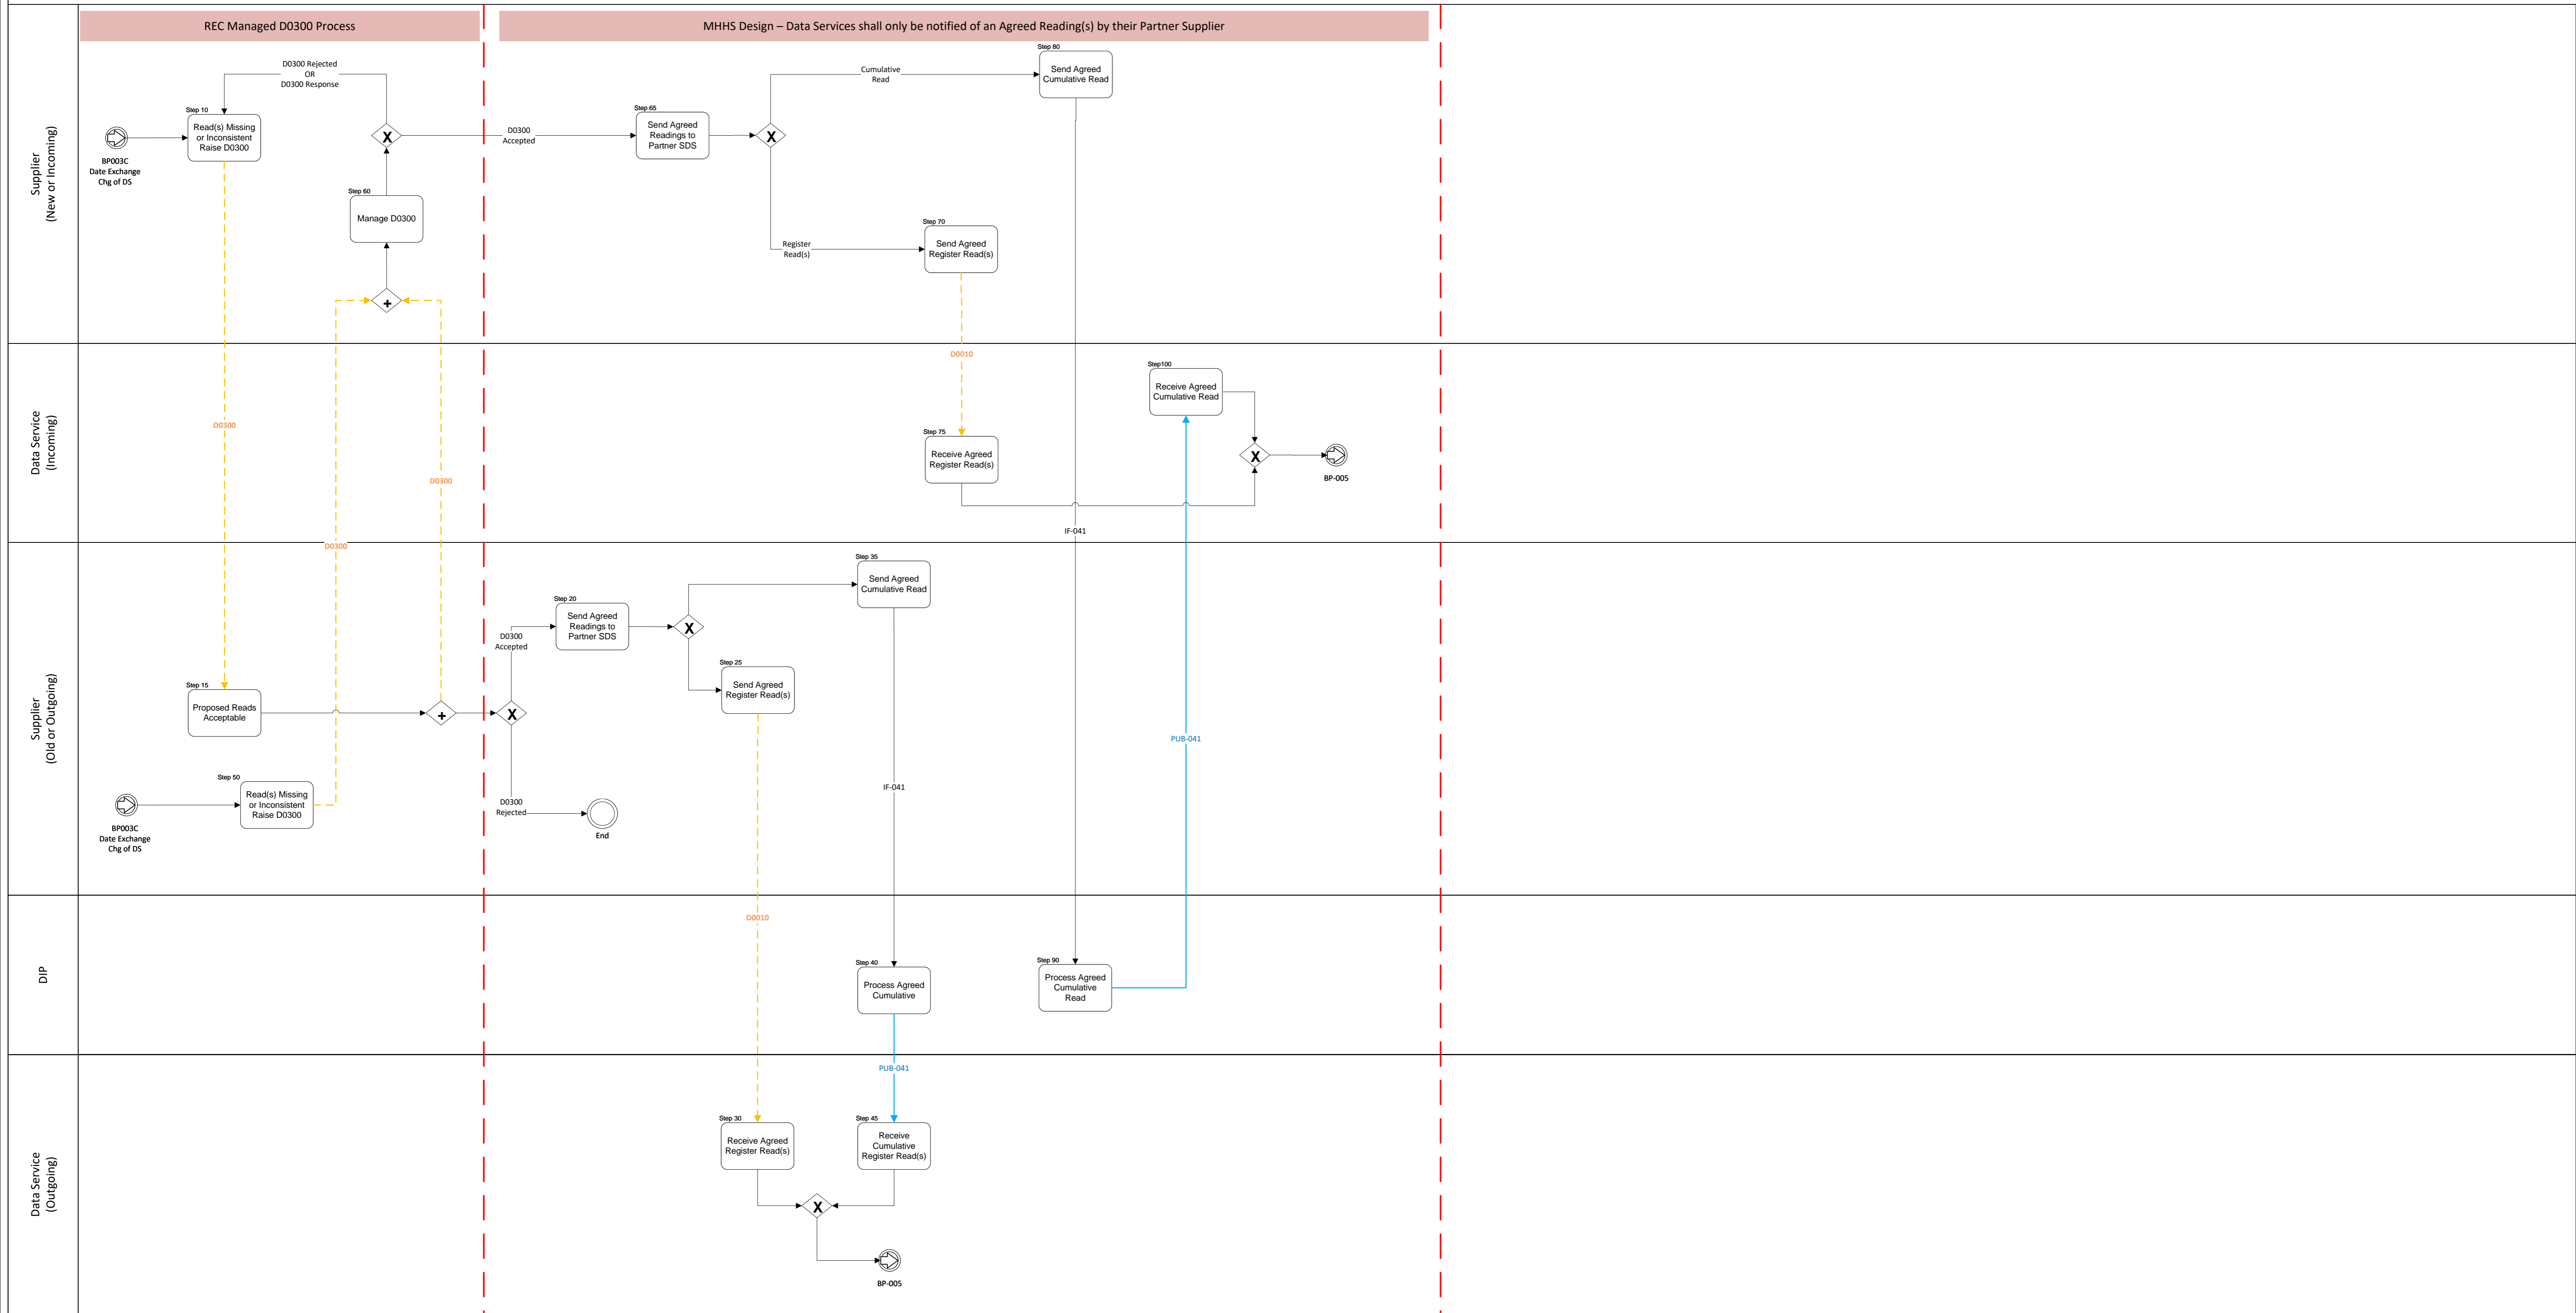 REC Managed D0300 Process
MHHS Design – Data Services shall only be notified of an Agreed Reading(s) by their Partner Supplier
Supplier
(New or Incoming)
BP003C
Date Exchange
Chg of DS
Step 10
Read(s) Missing
or Inconsistent
Raise D0300
D0300 Rejected
OR
D0300 Response
X
Step 60
Manage D0300
+
D0300
Accepted
Step 65
Send Agreed
Readings to
Partner SDS
X
Cumulative
Read
Step 80
Send Agreed
Cumulative Read
Register
Read(s)
Step 70
Send Agreed
Register Read(s)
Data Service
(Incoming)
D0300
D0300
D0010
Step 75
Receive Agreed
Register Read(s)
Step100
Receive Agreed
Cumulative Read
X
BP-005
IF-041
D0300
Supplier
(Old or Outgoing)
Step 15
Proposed Reads
Acceptable
+
X
D0300
Accepted
Step 20
Send Agreed
Readings to
Partner SDS
X
Step 35
Send Agreed
Cumulative Read
Step 25
Send Agreed
Register Read(s)
PUB-041
IF-041
BP003C
Date Exchange
Chg of DS
Step 50
Read(s) Missing
or Inconsistent
Raise D0300
D0300
Rejected
End
DIP
D0010
Step 40
Process Agreed
Cumulative
Step 90
Process Agreed
Cumulative
Read
Data Service
(Outgoing)
PUB-041
Step 30
Receive Agreed
Register Read(s)
Step 45
Receive
Cumulative
Register Read(s)
X
BP-005